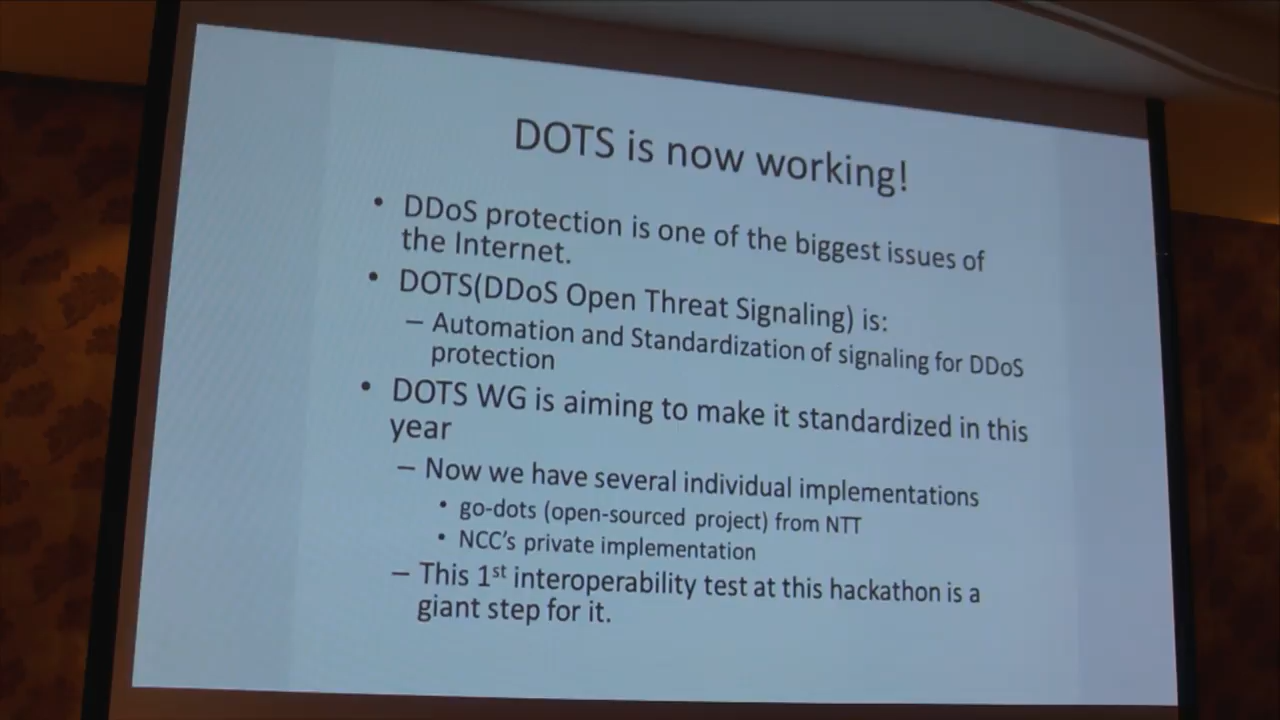 DOTS is now working!
• DDoS protection is one of the biggest issues of
the Internet.
• DOTS(DDoS Open Threat Signaling) is:
– Automation and Standardization of signaling for DDoS
protection
• DOTS WG is aiming to make it standardized in this
year
– Now we have several individual implementations
• go-dots (open-sourced project) from NTT
• NCC's private implementation
– This 1st interoperability test at this hackathon is a
giant step for it.